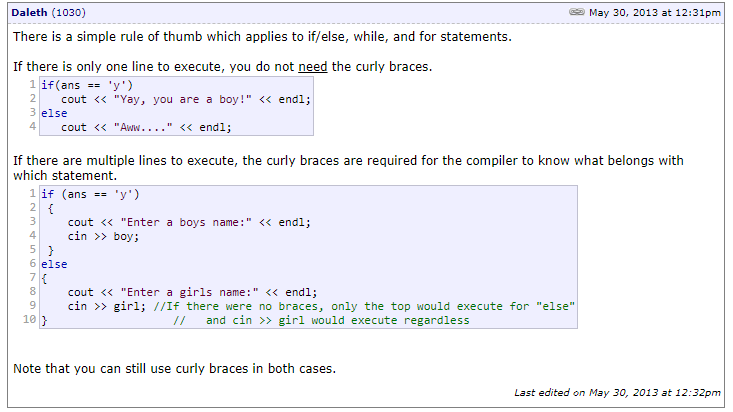 Daleth (1030) May 30, 2013 at 12:31pm
There is a simple rule of thumb which applies to if/else, while, and for statements.
If there is only one line to execute, you do not need the curly braces.
1 if(ans == 'y')
2    cout << "Yay, you are a boy!" << endl;
3 else
4    cout << "Aww...." << endl;
If there are multiple lines to execute, the curly braces are required for the compiler to know what belongs with
which statement.
1 if (ans == 'y')
2  {
3     cout << "Enter a boys name:" << endl;
4     cin >> boy;
5  }
6 else
7 {
8     cout << "Enter a girls name:" << endl;
9     cin >> girl; //If there were no braces, only the top would execute for "else"
10 }                  //   and cin >> girl would execute regardless
Note that you can still use curly braces in both cases.
Last edited on May 30, 2013 at 12:32pm